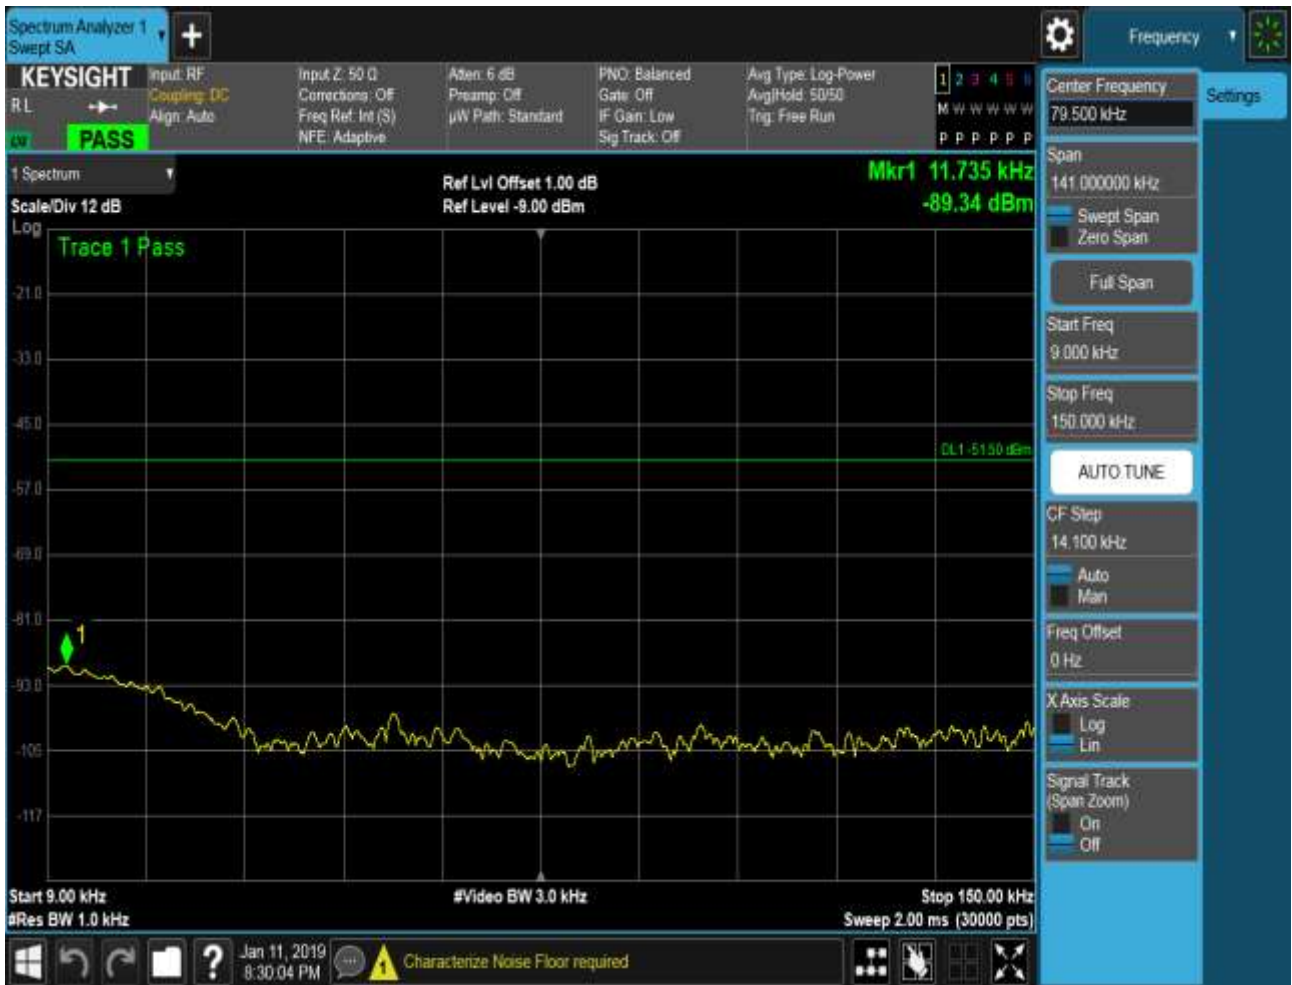 Spectrum Analyzer 1
Swept SA
Frequency
KEYSIGHT
R L
PASS
Input: RF
Coupling: DC
Align: Auto
Input Z: 50 Ω
Corrections: Off
Freq Ref: Int (S)
NFE: Adaptive
Atten: 6 dB
Preamp: Off
µW Path: Standard
PNO: Balanced
Gate: Off
IF Gain: Low
Sig Track: Off
Avg Type: Log-Power
Avg|Hold: 50/50
Trig: Free Run
1 2 3 4 5 6
M W W W W W
P P P P P P
1 Spectrum
Scale/Div 12 dB
Ref Lvl Offset 1.00 dB
Ref Level -9.00 dBm
Mkr1 11.735 kHz
-89.34 dBm
Log
Trace 1 Pass
-21.0
-33.0
-45.0
DL1 -51.50 dBm
-57.0
-69.0
-81.0
1
-93.0
-105
-117
Start 9.00 kHz
#Res BW 1.0 kHz
#Video BW 3.0 kHz
Stop 150.00 kHz
Sweep 2.00 ms (30000 pts)
Center Frequency
79.500 kHz
Settings
Span
141.000000 kHz
Swept Span
Zero Span
Full Span
Start Freq
9.000 kHz
Stop Freq
150.000 kHz
AUTO TUNE
CF Step
14.100 kHz
Auto
Man
Freq Offset
0 Hz
X Axis Scale
Log
Lin
Signal Track
(Span Zoom)
On
Off
?
Jan 11, 2019
8:30:04 PM
1
Characterize Noise Floor required